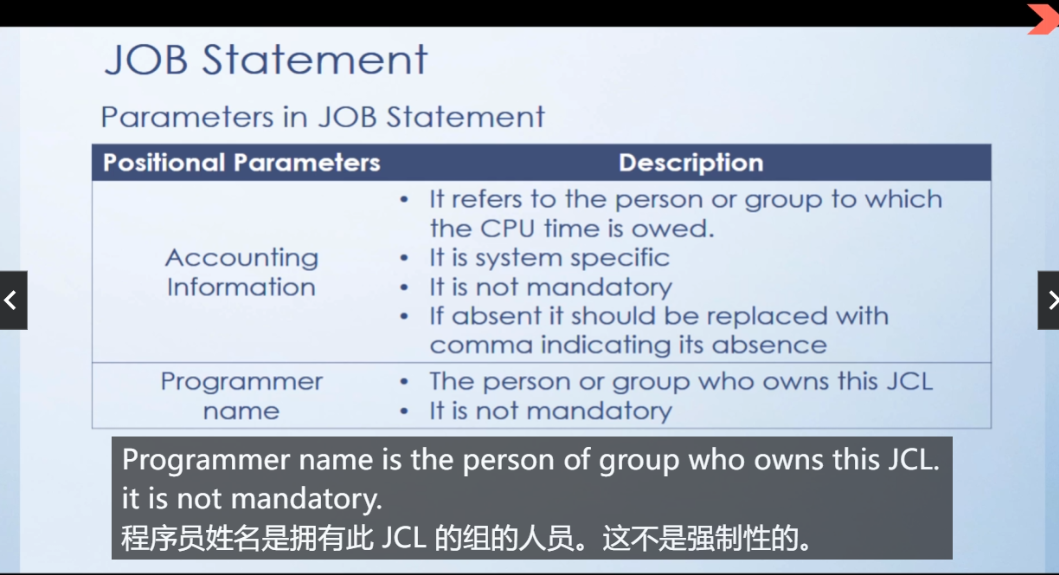 JOB Statement
Parameters in JOB Statement
Positional Parameters
Description
Accounting
Information
• It refers to the person or group to which
the CPU time is owed.
• It is system specific
• It is not mandatory
• If absent it should be replaced with
comma indicating its absence
Programmer
name
• The person or group who owns this JCL
• It is not mandatory
Programmer name is the person of group who owns this JCL.
it is not mandatory.
程序员姓名是拥有此 JCL 的组的人员。这不是强制性的。